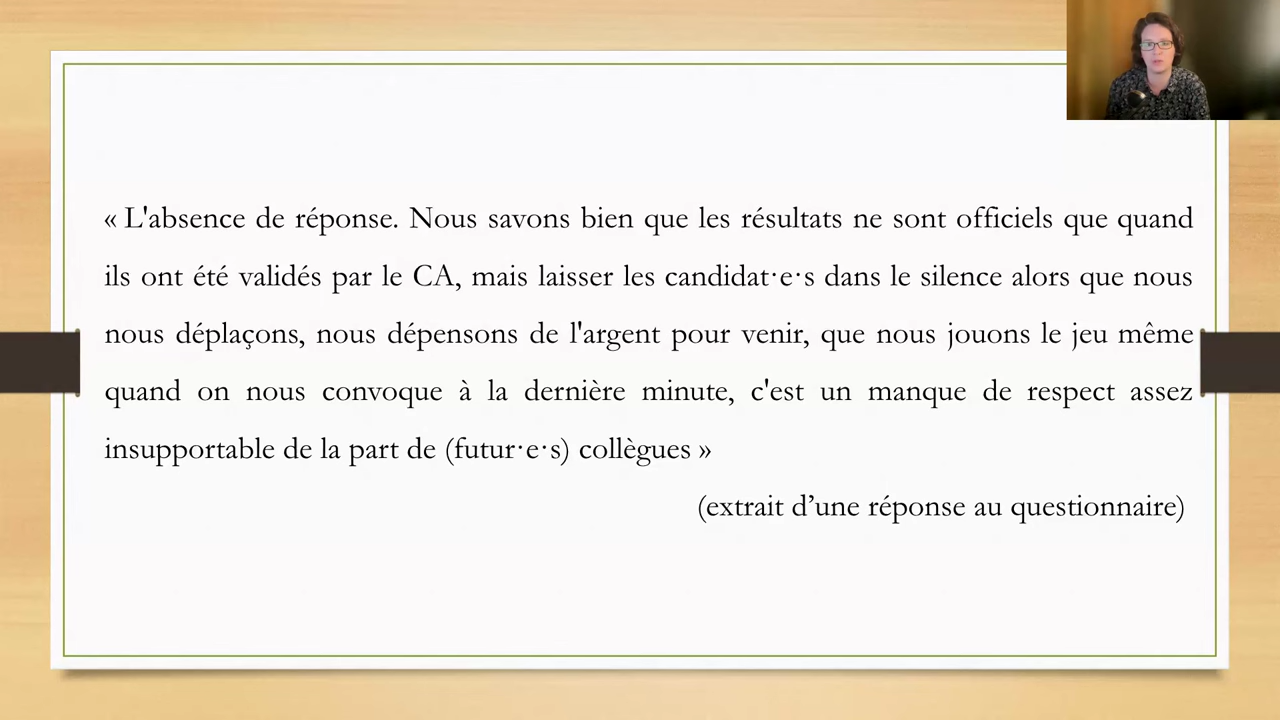 « L'absence de réponse. Nous savons bien que les résultats ne sont officiels que quand
ils ont été validés par le CA, mais laisser les candidat·e·s dans le silence alors que nous
nous déplaçons, nous dépensons de l'argent pour venir, que nous jouons le jeu même
quand on nous convoque à la dernière minute, c'est un manque de respect assez
insupportable de la part de (futur·e·s) collègues »
(extrait d’une réponse au questionnaire)